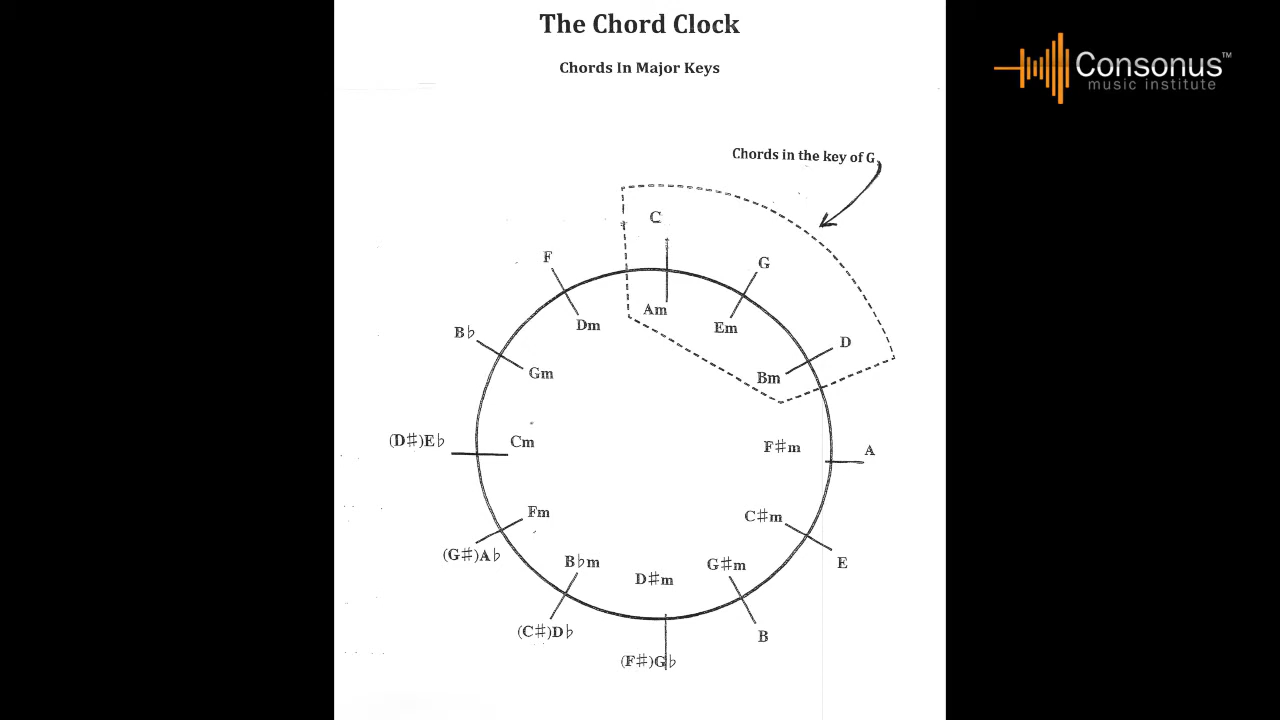 The Chord Clock
Chords In Major Keys
Consonus™
music institute
Chords in the key of G
C
F
G
Am
Dm
Em
B♭
D
Gm
Bm
(D♯)E♭
Cm
F♯m
A
Fm
C♯m
(G♯)A♭
B♭m
D♯m
G♯m
E
(C♯)D♭
B
(F♯)G♭